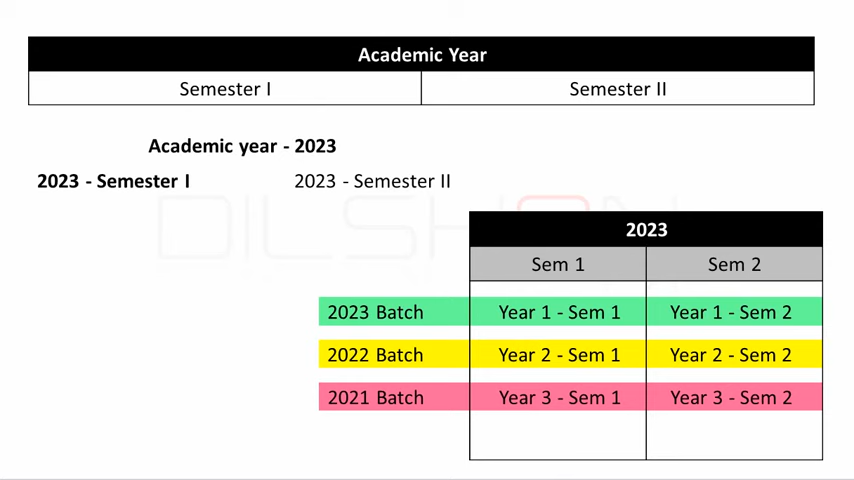 Academic Year
Semester I Semester II
Academic year - 2023
2023 - Semester I 2023 - Semester II
DILSHAN
2023
Sem 1 Sem 2
2023 Batch Year 1 - Sem 1 Year 1 - Sem 2
2022 Batch Year 2 - Sem 1 Year 2 - Sem 2
2021 Batch Year 3 - Sem 1 Year 3 - Sem 2